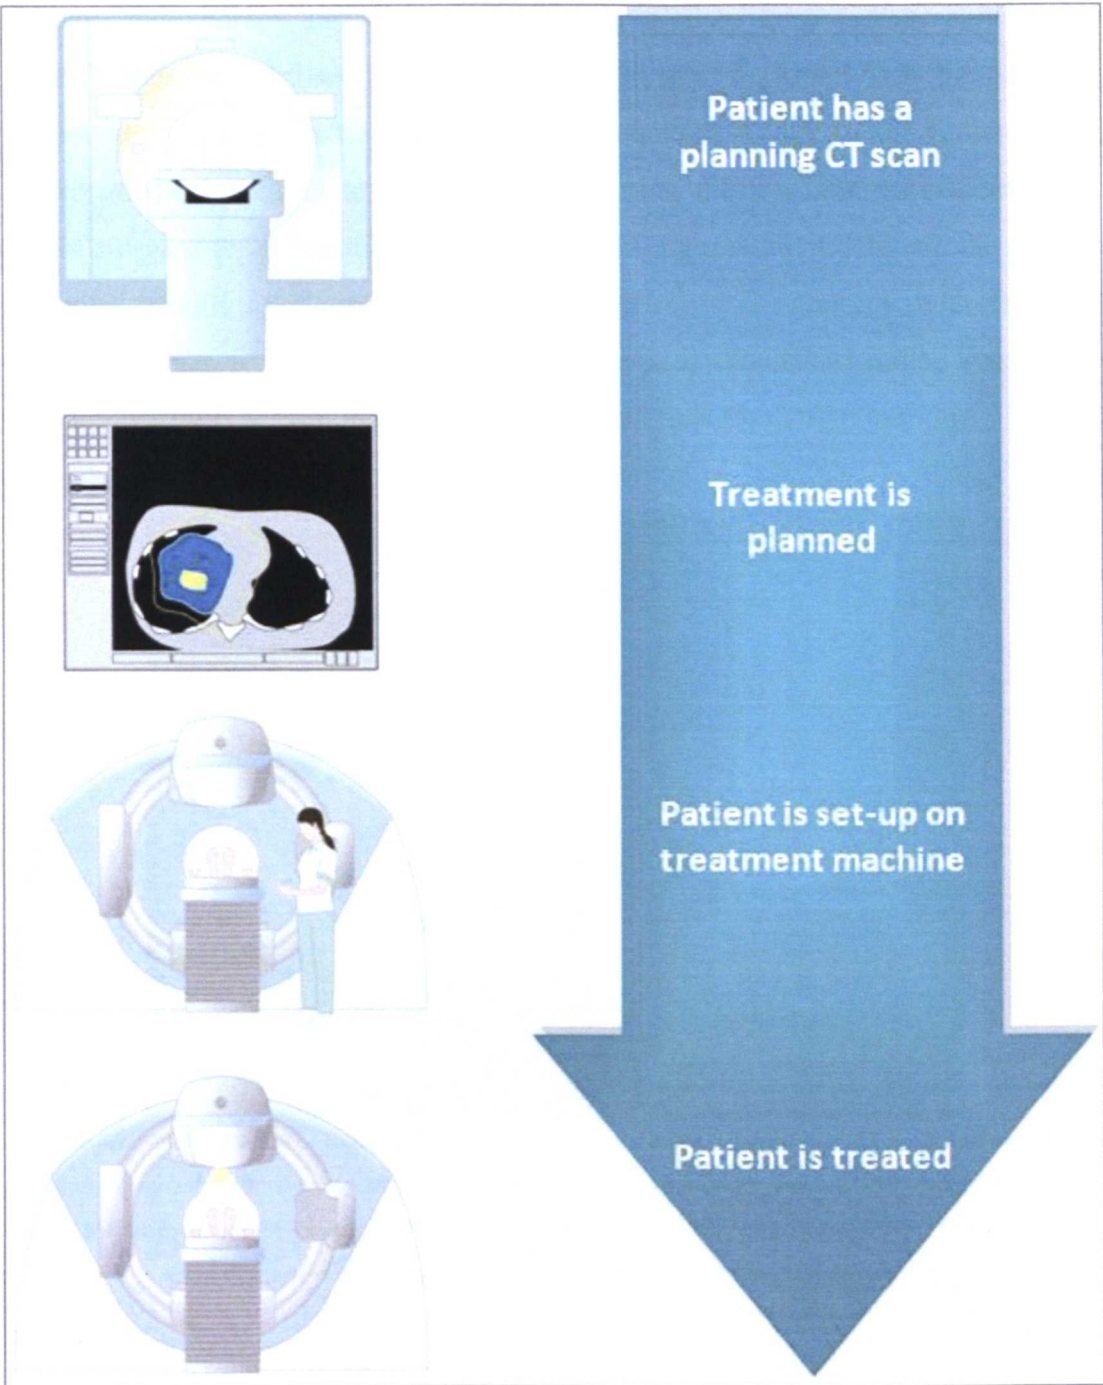 Patient has a
planning CT scan
Treatment is
planned
Patient is set-up on
treatment machine
Patient is treated